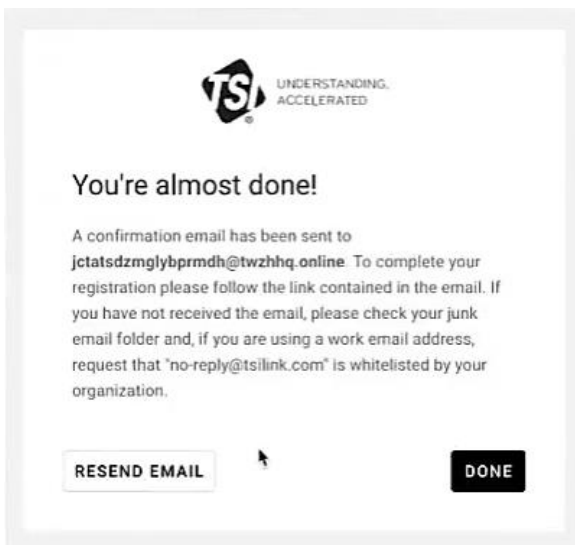 TSI
UNDERSTANDING.
ACCELERATED
®
You're almost done!
A confirmation email has been sent to
jctatsdzmglybprmdh@twzhhq.online. To complete your
registration please follow the link contained in the email. If
you have not received the email, please check your junk
email folder and, if you are using a work email address,
request that "no-reply@tsilink.com" is whitelisted by your
organization.
RESEND EMAIL
DONE